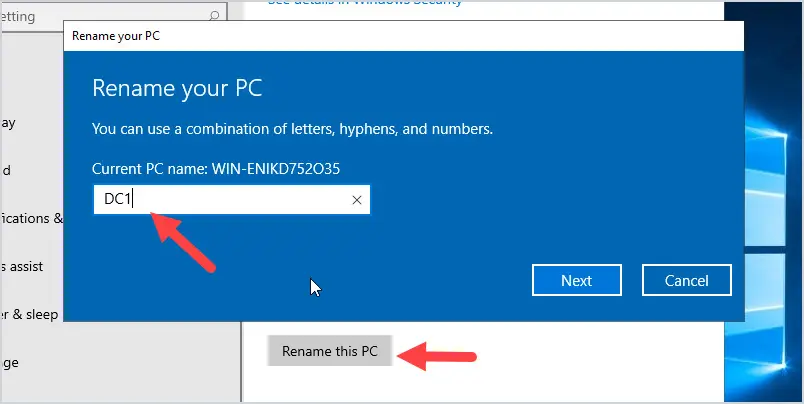 See details in Windows Security
etting
Rename your PC
Rename your PC
You can use a combination of letters, hyphens, and numbers.
Current PC name: WIN-ENIKD752O35
DC1
Next
Cancel
ay
d
ifications &
s assist
er & sleep
ge
Rename this PC